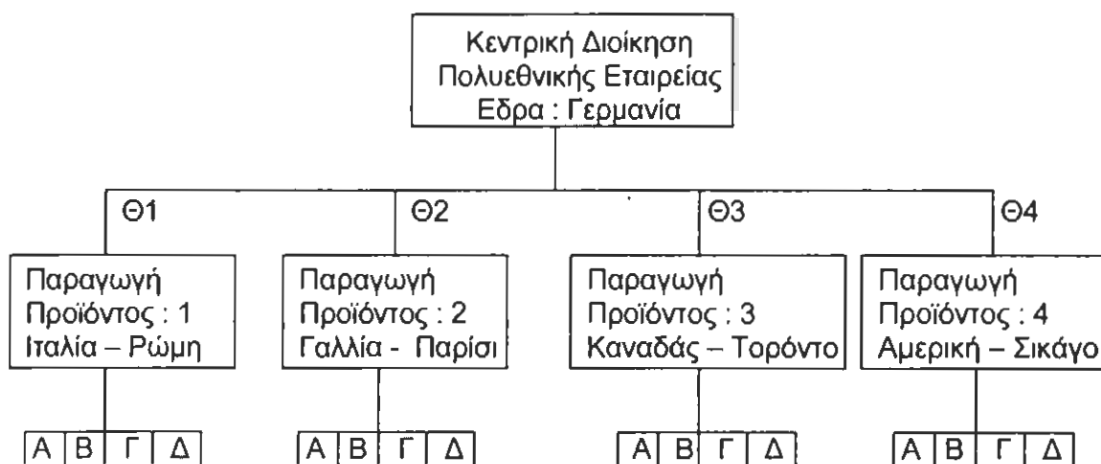 Κεντρική Διοίκηση
Πολυεθνικής Εταιρείας
Εδρα : Γερμανία
Θ1
Θ2
Θ3
Θ4
Παραγωγή
Προϊόντος : 1
Ιταλία – Ρώμη
Παραγωγή
Προϊόντος : 2
Γαλλία - Παρίσι
Παραγωγή
Προϊόντος : 3
Καναδάς – Τορόντο
Παραγωγή
Προϊόντος : 4
Αμερική – Σικάγο
Α Β Γ Δ
Α Β Γ Δ
Α Β Γ Δ
Α Β Γ Δ